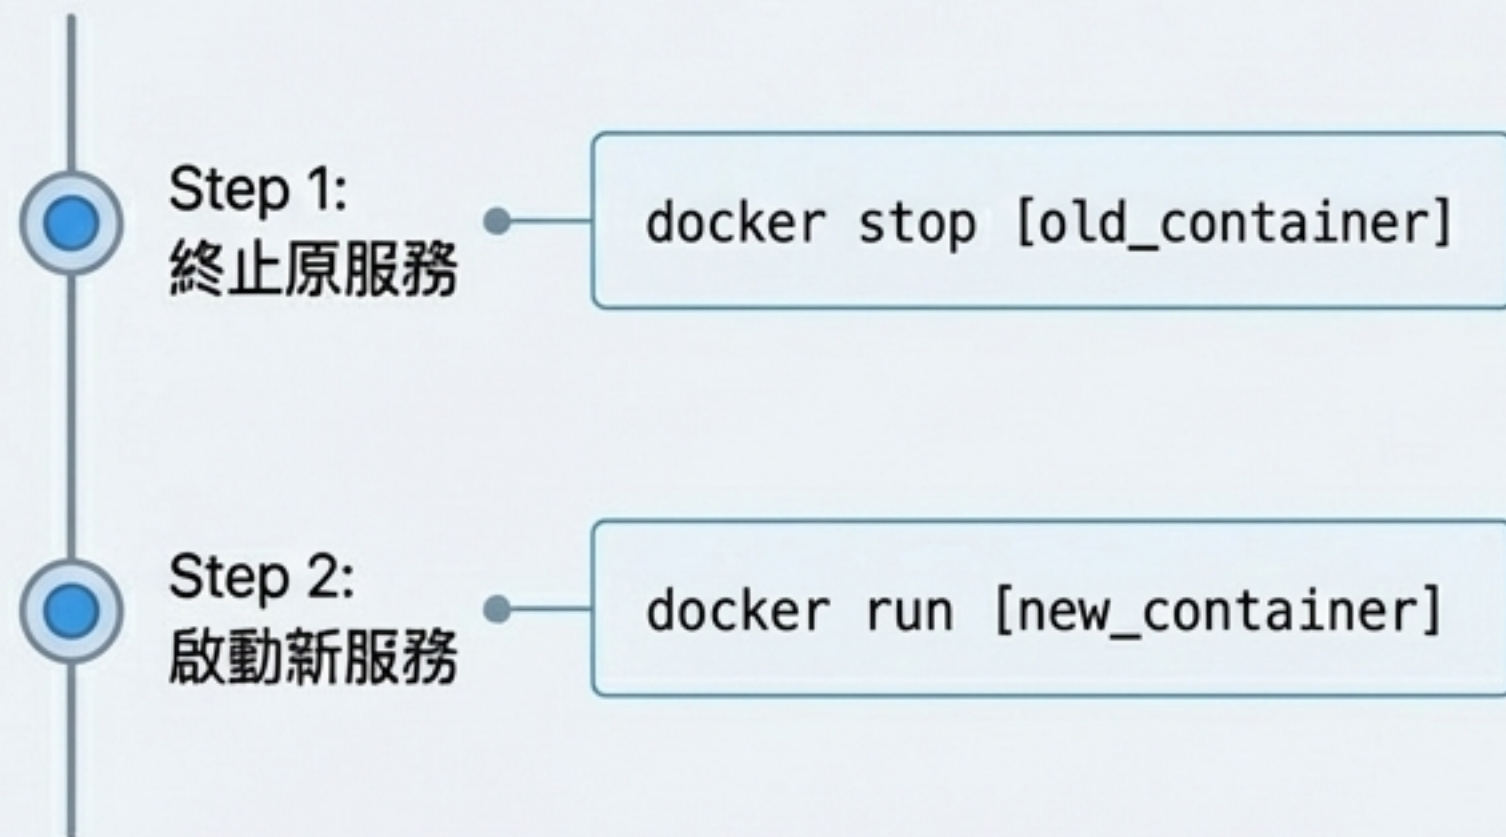 Step 1:
終止原服務
docker stop [old_container]
Step 2:
啟動新服務
docker run [new_container]